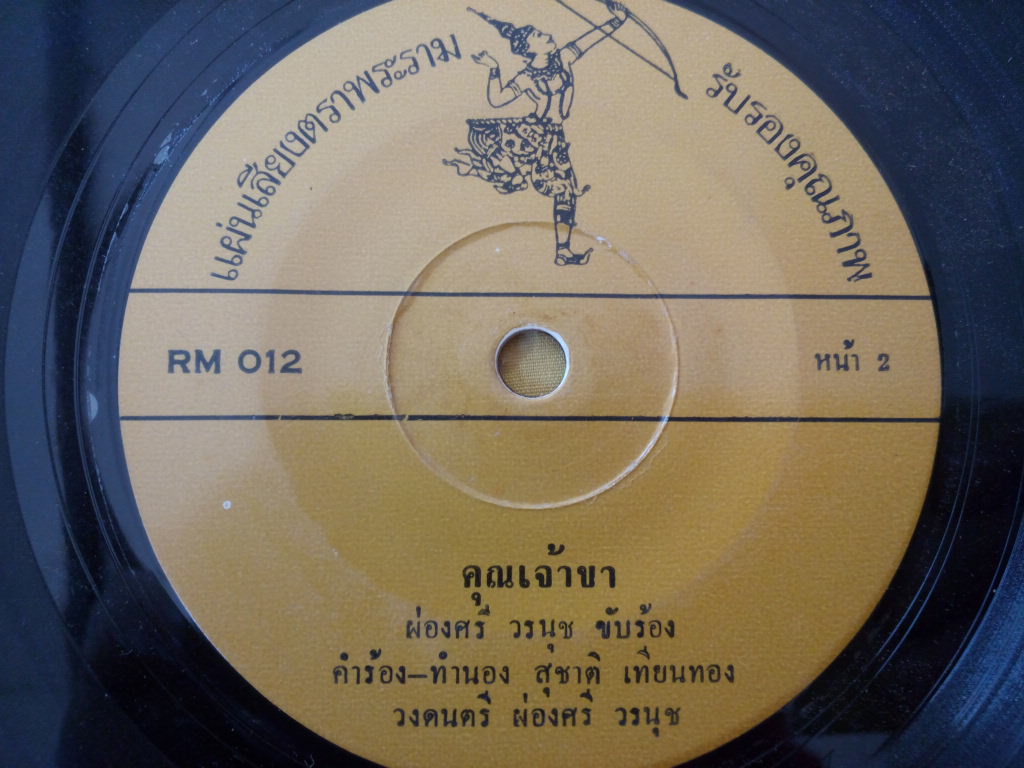 แผ่นเสียงตราพระราม
รับรองคุณภาพ
RM 012
หน้า 2
คุณเจ้าขา
ผ่องศรี วรนุช ขับร้อง
คำร้อง–ทำนอง สุชาติ เทียนทอง
วงดนตรี ผ่องศรี วรนุช